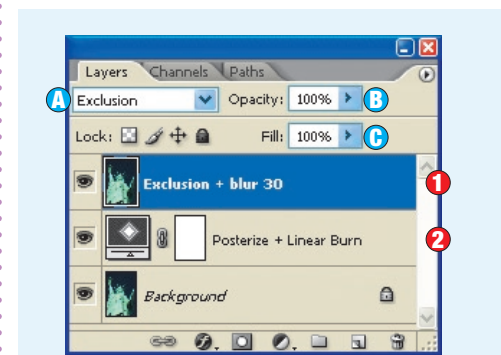 Layers Channels Paths
A Exclusion Opacity: 100% B
Lock: Fill: 100% C
Exclusion + blur 30 1
Posterize + Linear Burn 2
Background